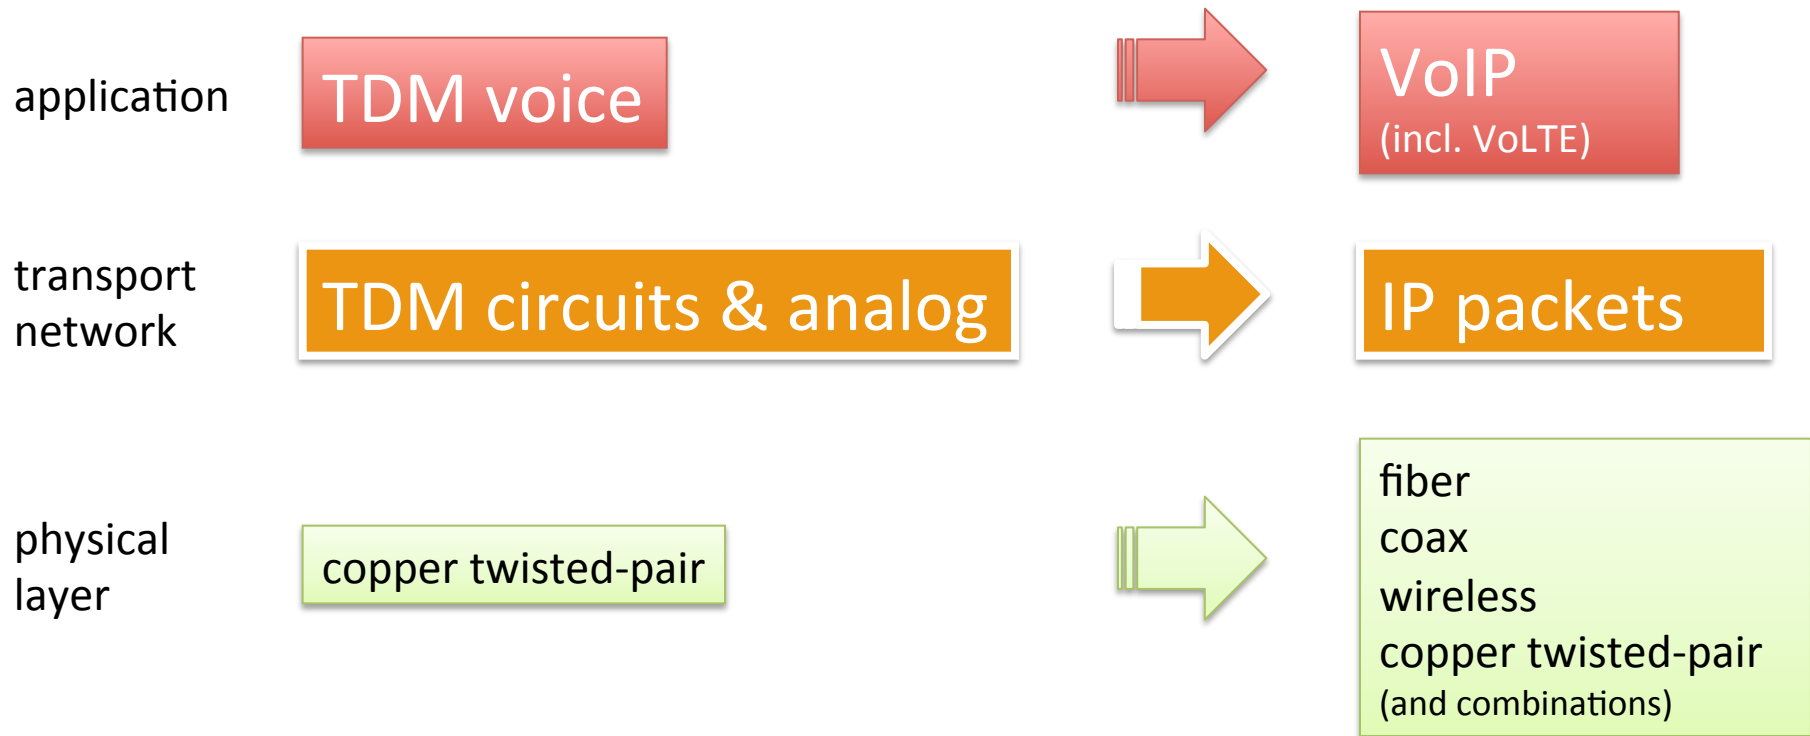 application
TDM voice
VoIP
(incl. VoLTE)
transport
network
TDM circuits & analog
IP packets
physical
layer
copper twisted-pair
fiber
coax
wireless
copper twisted-pair
(and combinations)